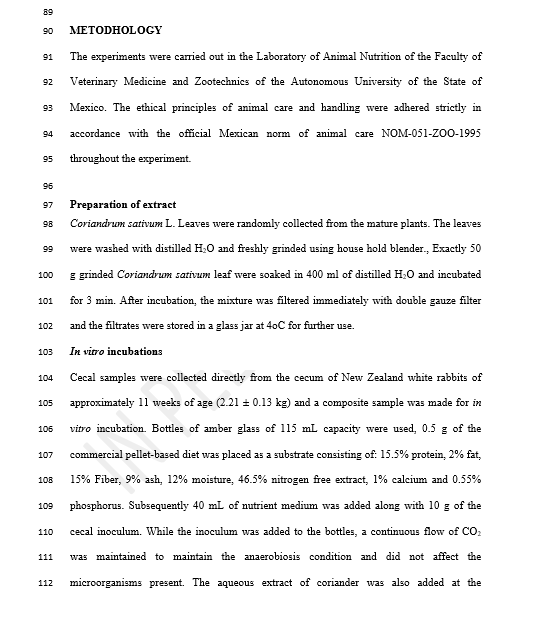 89
90 METODHOLOGY
91 The experiments were carried out in the Laboratory of Animal Nutrition of the Faculty of
92 Veterinary Medicine and Zootechnics of the Autonomous University of the State of
93 Mexico. The ethical principles of animal care and handling were adhered strictly in
94 accordance with the official Mexican norm of animal care NOM-051-ZOO-1995
95 throughout the experiment.
96
97 Preparation of extract
98 Coriandrum sativum L. Leaves were randomly collected from the mature plants. The leaves
99 were washed with distilled H₂O and freshly grinded using house hold blender., Exactly 50
100 g grinded Coriandrum sativum leaf were soaked in 400 ml of distilled H₂O and incubated
101 for 3 min. After incubation, the mixture was filtered immediately with double gauze filter
102 and the filtrates were stored in a glass jar at 4oC for further use.
103 In vitro incubations
104 Cecal samples were collected directly from the cecum of New Zealand white rabbits of
105 approximately 11 weeks of age (2.21 ± 0.13 kg) and a composite sample was made for in
106 vitro incubation. Bottles of amber glass of 115 mL capacity were used, 0.5 g of the
107 commercial pellet-based diet was placed as a substrate consisting of: 15.5% protein, 2% fat,
108 15% Fiber, 9% ash, 12% moisture, 46.5% nitrogen free extract, 1% calcium and 0.55%
109 phosphorus. Subsequently 40 mL of nutrient medium was added along with 10 g of the
110 cecal inoculum. While the inoculum was added to the bottles, a continuous flow of CO₂
111 was maintained to maintain the anaerobiosis condition and did not affect the
112 microorganisms present. The aqueous extract of coriander was also added at the